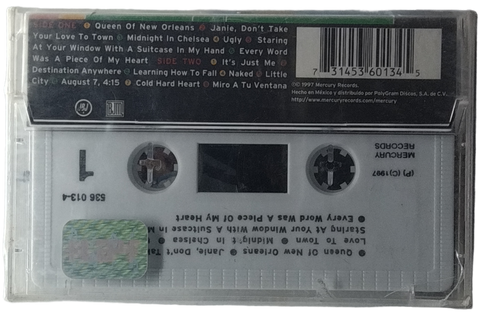 SIDE ONE • Queen Of New Orleans • Janie, Don't Take
Your Love To Town • Midnight In Chelsea • Ugly • Staring
At Your Window With A Suitcase In My Hand • Every Word
Was A Piece Of My Heart SIDE TWO • It's Just Me •
Destination Anywhere • Learning How To Fall • Naked • Little
City • August 7, 4:15 • Cold Hard Heart • Miro A Tu Ventana
7 31453 60134 5
© 1997 Mercury Records.
Hecho en México y distribuido por PolyGram Discos, S.A. de C.V.
http://www.mercuryrecords.com/mercury
1
536 013-4
(P) (C)1997
MERCURY
RECORDS
• Queen Of New Orleans • Janie, Don't Tak
Love To Town • Midnight In Chelsea
Staring At Your Window With A Suitcase In M
• Every Word Was A Piece Of My Heart